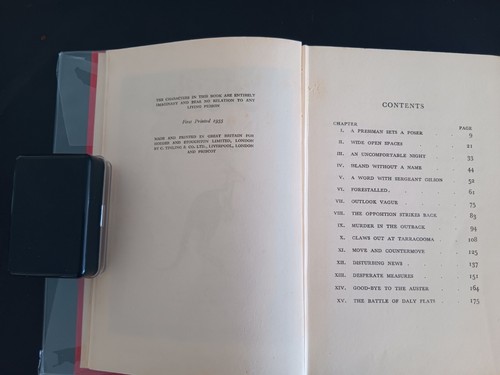 THE CHARACTERS IN THIS BOOK ARE ENTIRELY
IMAGINARY AND BEAR NO RELATION TO ANY
LIVING PERSON
First Printed 1955
MADE AND PRINTED IN GREAT BRITAIN FOR
HODDER AND STOUGHTON LIMITED, LONDON
BY C. TINLING & CO. LTD., LIVERPOOL, LONDON
AND PRESCOT
CONTENTS
CHAPTER PAGE
I. A FRESHMAN SETS A POSER 9
II. WIDE OPEN SPACES 21
III. AN UNCOMFORTABLE NIGHT 33
IV. ISLAND WITHOUT A NAME 44
V. A WORD WITH SERGEANT GILSON 52
VI. FORESTALLED. 61
VII. OUTLOOK VAGUE 75
VIII. THE OPPOSITION STRIKES BACK 83
IX. MURDER IN THE OUTBACK 94
X. CLAWS OUT AT TARRACOOMA 108
XI. MOVE AND COUNTERMOVE 125
XII. DISTURBING NEWS 137
XIII. DESPERATE MEASURES 151
XIV. GOOD-BYE TO THE AUSTER 164
XV. THE BATTLE OF DALY FLATS 175